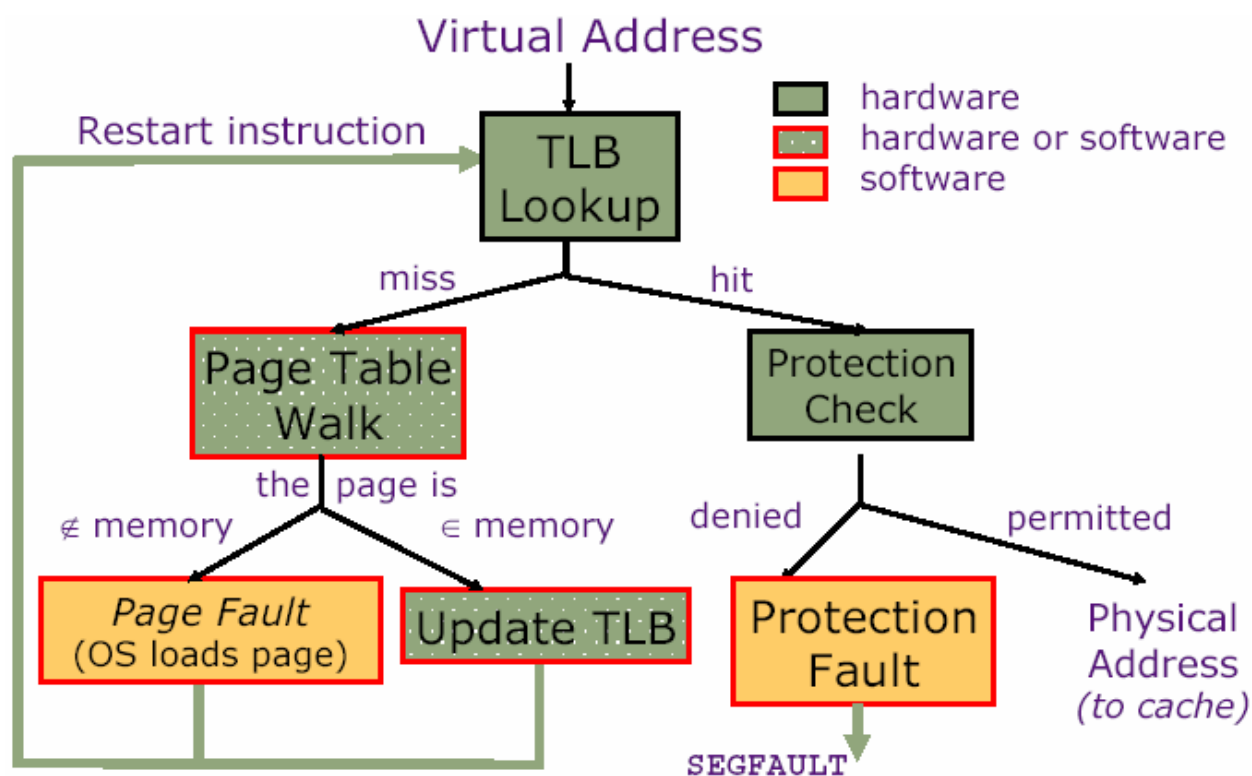 Virtual Address
hardware
hardware or software
software
Restart instruction
TLB
Lookup
miss
hit
Page Table
Walk
Protection
Check
the page is
∉ memory
∈ memory
denied
permitted
Page Fault
(OS loads page)
Update TLB
Protection
Fault
Physical
Address
(to cache)
SEGFAULT